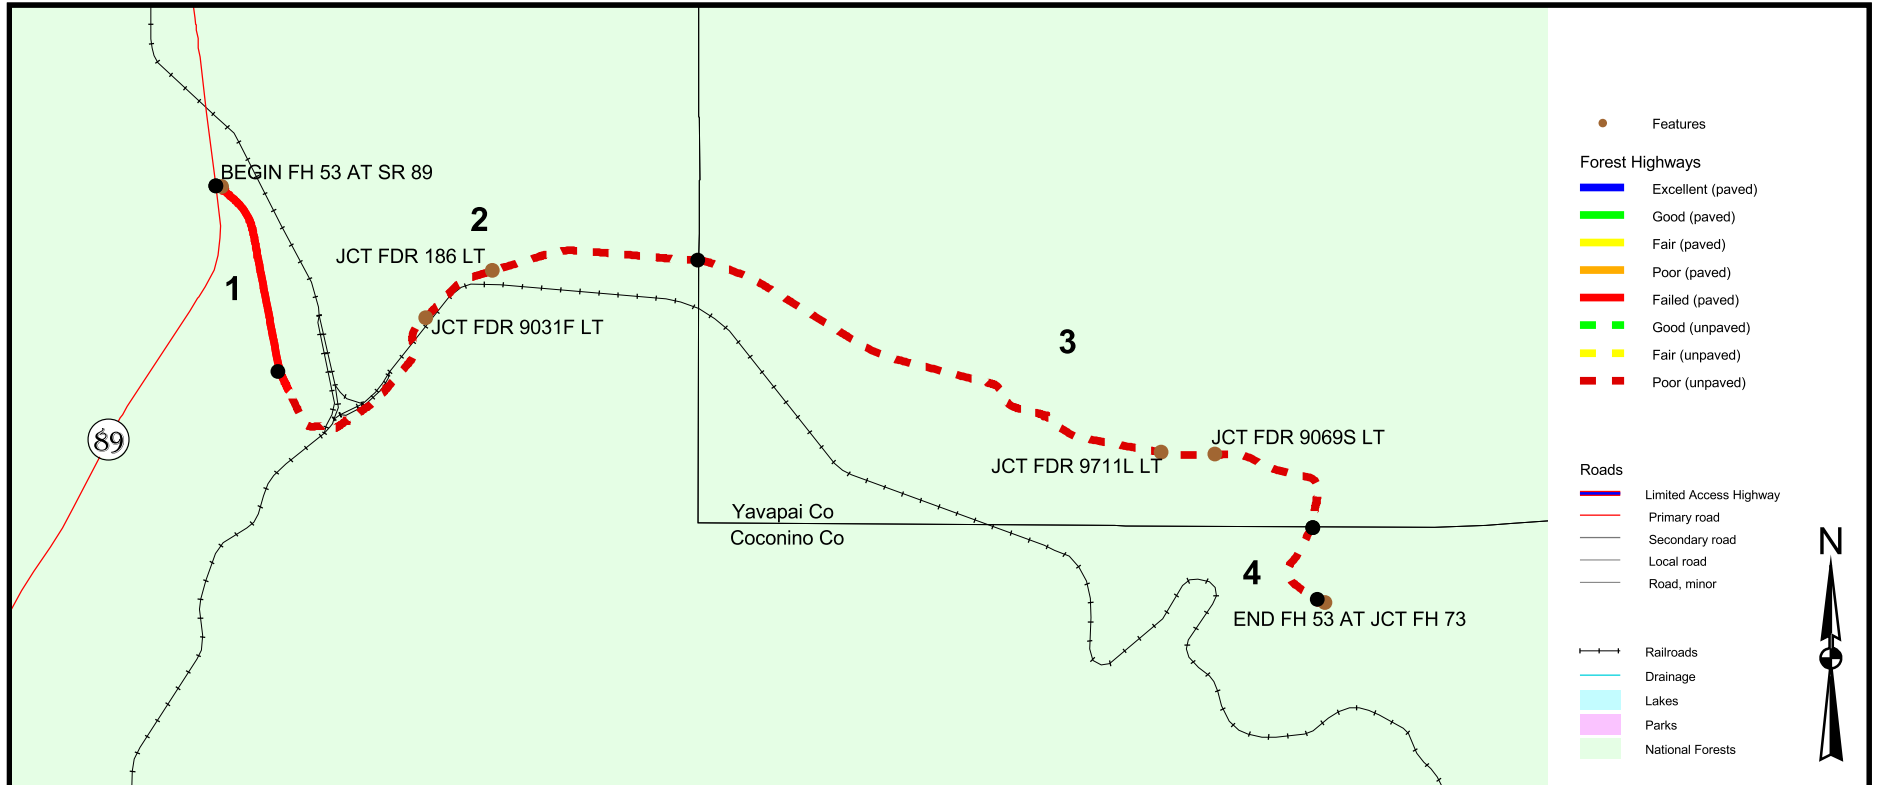 BEGIN FH 53 AT SR 89
2
JCT FDR 186 LT
1
JCT FDR 9031F LT
3
89
JCT FDR 9069S LT
JCT FDR 9711L LT
Yavapai Co
Coconino Co
4
END FH 53 AT JCT FH 73
Features
Forest Highways
Excellent (paved)
Good (paved)
Fair (paved)
Poor (paved)
Failed (paved)
Good (unpaved)
Fair (unpaved)
Poor (unpaved)
Roads
Limited Access Highway
Primary road
Secondary road
Local road
Road, minor
N
Railroads
Drainage
Lakes
Parks
National Forests